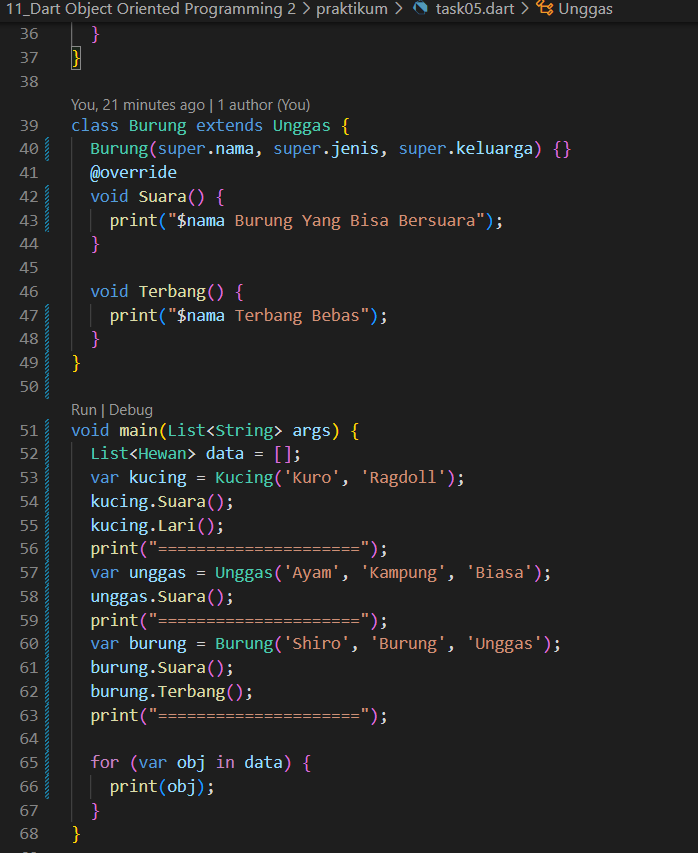 11_Dart Object Oriented Programming 2 > praktikum > task05.dart > Unggas
36 }
37 }
38
You, 21 minutes ago | 1 author (You)
39 class Burung extends Unggas {
40 Burung(super.nama, super.jenis, super.keluarga) {}
41 @override
42 void Suara() {
43 print("$nama Burung Yang Bisa Bersuara");
44 }
45
46 void Terbang() {
47 print("$nama Terbang Bebas");
48 }
49 }
50
Run | Debug
51 void main(List<String> args) {
52 List<Hewan> data = [];
53 var kucing = Kucing('Kuro', 'Ragdoll');
54 kucing.Suara();
55 kucing.Lari();
56 print("=====================");
57 var unggas = Unggas('Ayam', 'Kampung', 'Biasa');
58 unggas.Suara();
59 print("=====================");
60 var burung = Burung('Shiro', 'Burung', 'Unggas');
61 burung.Suara();
62 burung.Terbang();
63 print("=====================");
64
65 for (var obj in data) {
66 print(obj);
67 }
68 }